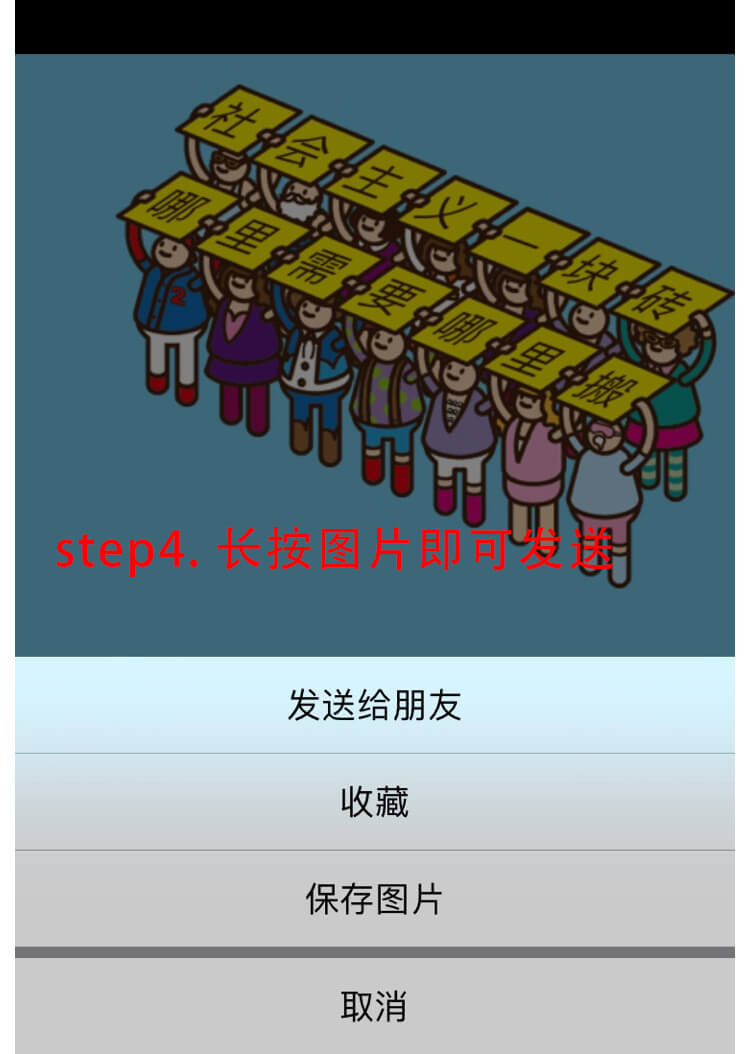 社会主义一块砖
哪里需要哪里搬
2
step4. 长按图片即可发送
发送给朋友
收藏
保存图片
取消